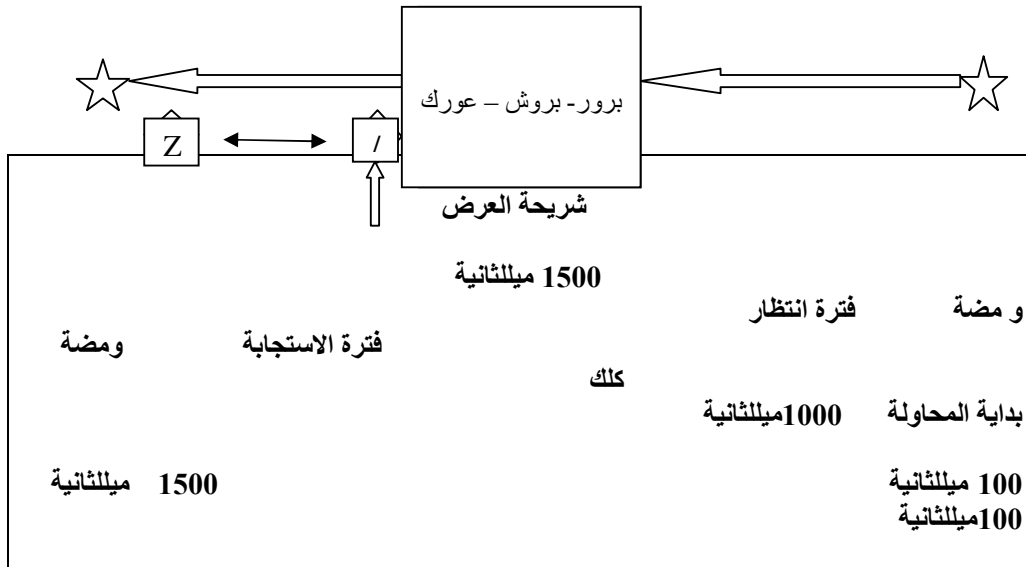 برور- بروش – عورك
Z
/
شريحة العرض
1500 ميللثانية
و مضة فترة انتظار
فترة الاستجابة ومضة
كلك
بداية المحاولة 1000ميللثانية
100 ميللثانية 1500 ميللثانية
100ميللثانية